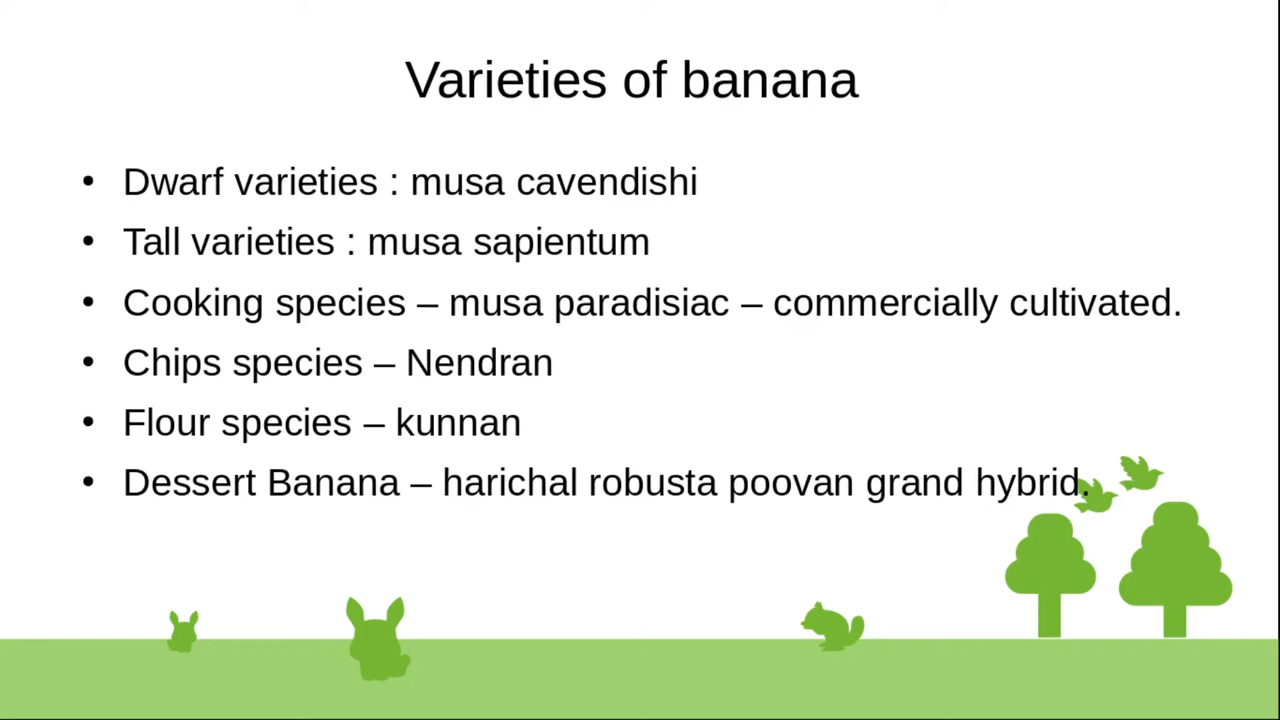 Varieties of banana
• Dwarf varieties : musa cavendishi
• Tall varieties : musa sapientum
• Cooking species – musa paradisiac – commercially cultivated.
• Chips species – Nendran
• Flour species – kunnan
• Dessert Banana – harichal robusta poovan grand hybrid.